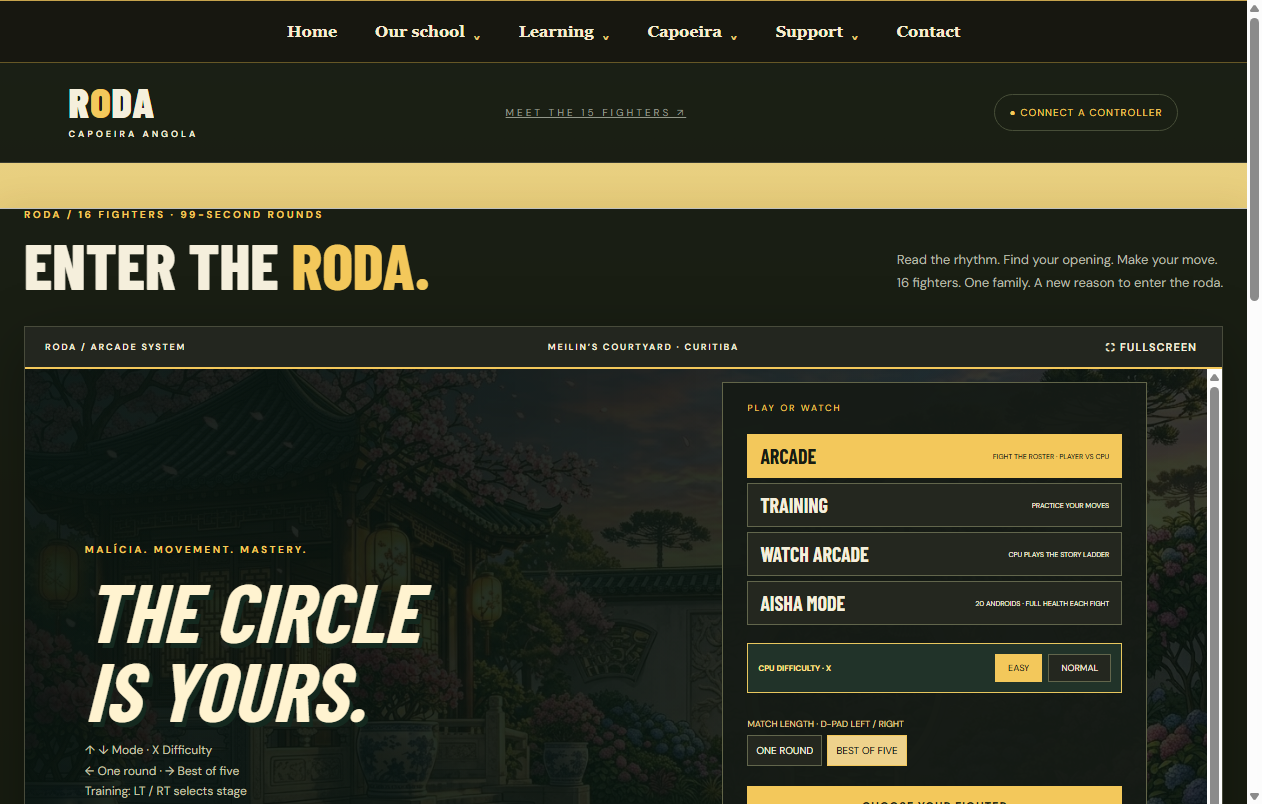 Home Our school Learning Capoeira Support Contact
RODA
CAPOEIRA ANGOLA
MEET THE 15 FIGHTERS ↗
• CONNECT A CONTROLLER
RODA / 16 FIGHTERS · 99-SECOND ROUNDS
ENTER THE RODA.
Read the rhythm. Find your opening. Make your move.
16 fighters. One family. A new reason to enter the roda.
RODA / ARCADE SYSTEM
MEILIN'S COURTYARD · CURITIBA
FULLSCREEN
MALÍCIA. MOVEMENT. MASTERY.
THE CIRCLE
IS YOURS.
↑ ↓ Mode · X Difficulty
← One round · → Best of five
Training: LT / RT selects stage
PLAY OR WATCH
ARCADE FIGHT THE ROSTER · PLAYER VS CPU
TRAINING PRACTICE YOUR MOVES
WATCH ARCADE CPU PLAYS THE STORY LADDER
AISHA MODE 20 ANDROIDS · FULL HEALTH EACH FIGHT
CPU DIFFICULTY · X EASY NORMAL
MATCH LENGTH · D-PAD LEFT / RIGHT
ONE ROUND BEST OF FIVE
CHOOSE YOUR FIGHTER